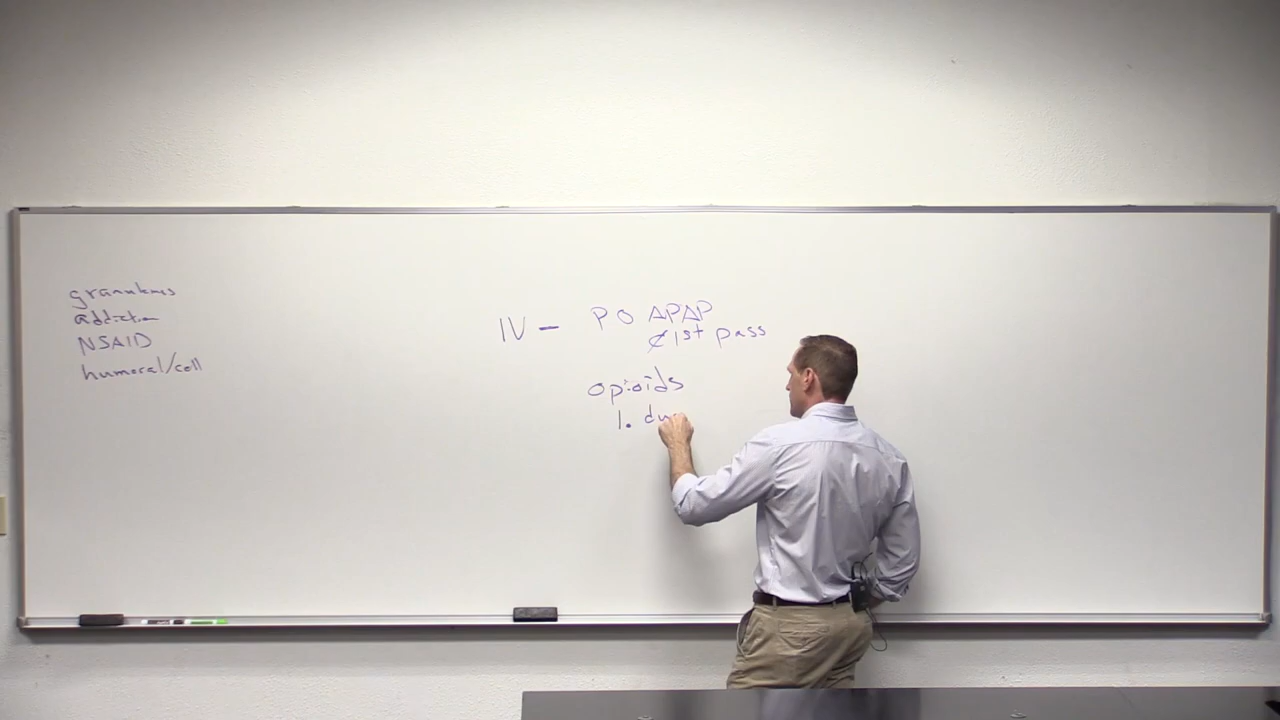 granulomas
addiction
NSAID
humoral/cell
IV - PO APAP
¢ 1st pass
opioids
1. du